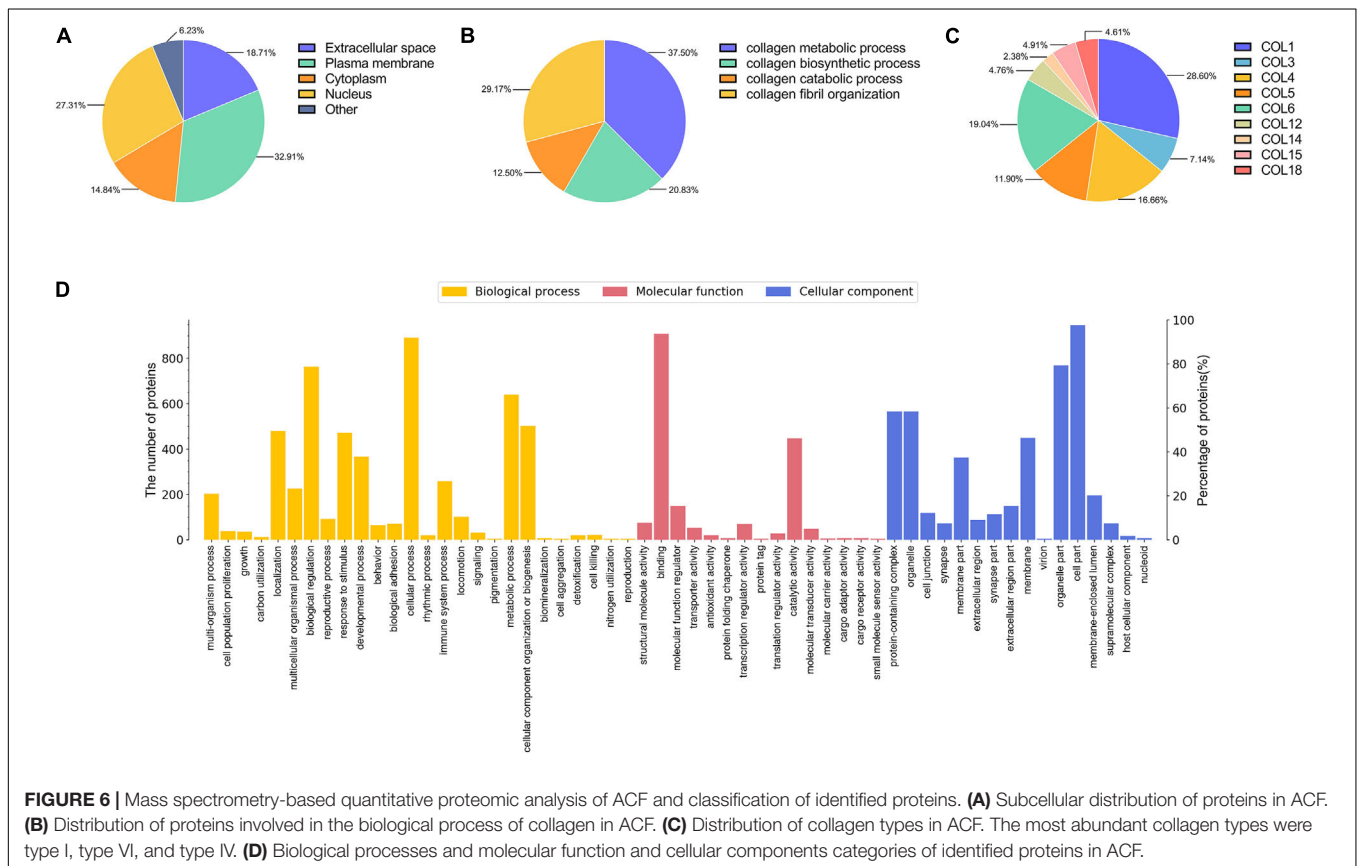 A
6.23%
18.71%
32.91%
14.84%
27.31%
Extracellular space
Plasma membrane
Cytoplasm
Nucleus
Other
B
37.50%
20.83%
12.50%
29.17%
collagen metabolic process
collagen biosynthetic process
collagen catabolic process
collagen fibril organization
C
4.61%
4.91%
2.38%
4.76%
19.04%
11.90%
16.66%
7.14%
28.60%
COL1
COL3
COL4
COL5
COL6
COL12
COL14
COL15
COL18
D
Biological process
Molecular function
Cellular component
The number of proteins
800
600
400
200
0
Percentage of proteins(%)
100
80
60
40
20
0
multi-organism process
cell population proliferation
growth
carbon utilization
localization
multicellular organismal process
biological regulation
reproductive process
response to stimulus
developmental process
behavior
biological adhesion
cellular process
rhythmic process
immune system process
locomotion
signaling
pigmentation
metabolic process
cellular component organization or biogenesis
biomineralization
cell aggregation
detoxification
cell killing
nitrogen utilization
reproduction
structural molecule activity
binding
molecular function regulator
transporter activity
antioxidant activity
protein folding chaperone
transcription regulator activity
protein tag
translation regulator activity
catalytic activity
molecular transducer activity
molecular carrier activity
cargo adaptor activity
cargo receptor activity
small molecule sensor activity
protein-containing complex
organelle
cell junction
synapse
membrane part
extracellular region
synapse part
extracellular region part
membrane
virion
organelle part
cell part
membrane-enclosed lumen
supramolecular complex
host cellular component
nucleoid
FIGURE 6 | Mass spectrometry-based quantitative proteomic analysis of ACF and classification of identified proteins. (A) Subcellular distribution of proteins in ACF.
(B) Distribution of proteins involved in the biological process of collagen in ACF. (C) Distribution of collagen types in ACF. The most abundant collagen types were
type I, type VI, and type IV. (D) Biological processes and molecular function and cellular components categories of identified proteins in ACF.